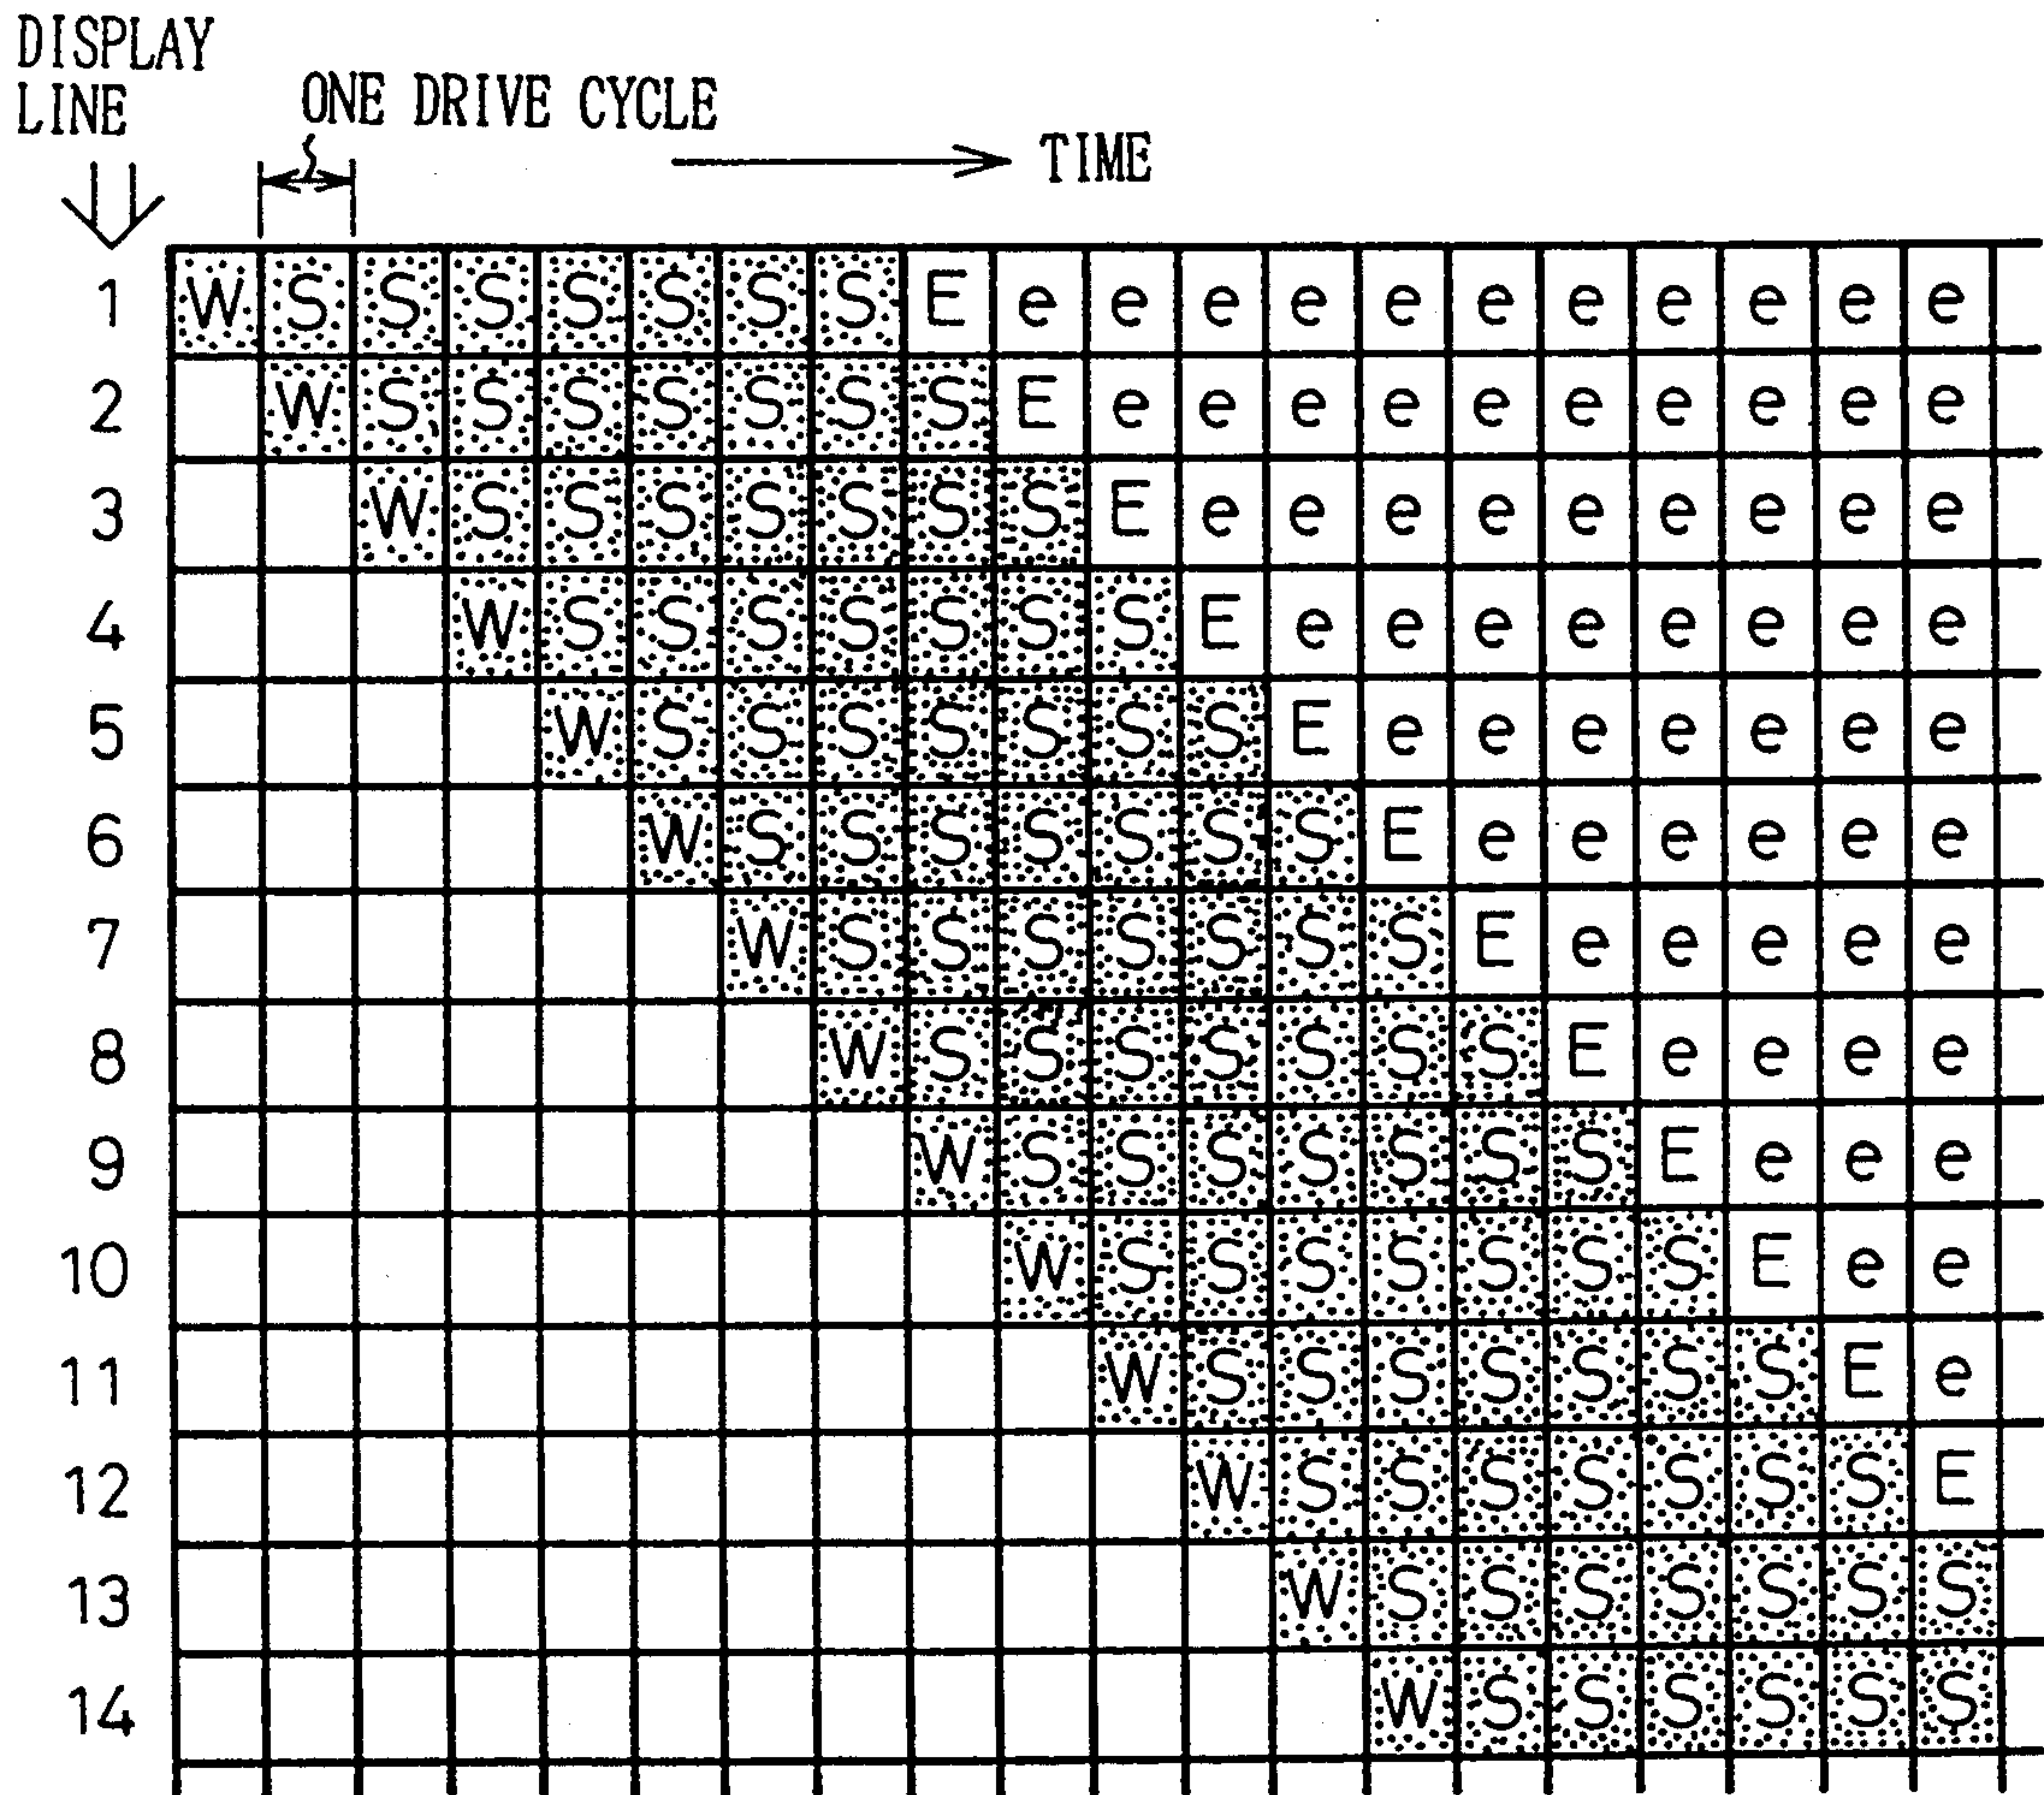 DISPLAY
LINE
ONE DRIVE CYCLE
TIME
1 W S S S S S S S E e e e e e e e e e e e
2 W S S S S S S S E e e e e e e e e e e
3 W S S S S S S S E e e e e e e e e e
4 W S S S S S S S E e e e e e e e e
5 W S S S S S S S E e e e e e e e
6 W S S S S S S S E e e e e e e
7 W S S S S S S S E e e e e e
8 W S S S S S S S E e e e e
9 W S S S S S S S E e e e
10 W S S S S S S S E e e
11 W S S S S S S S E e
12 W S S S S S S S E
13 W S S S S S S S
14 W S S S S S S